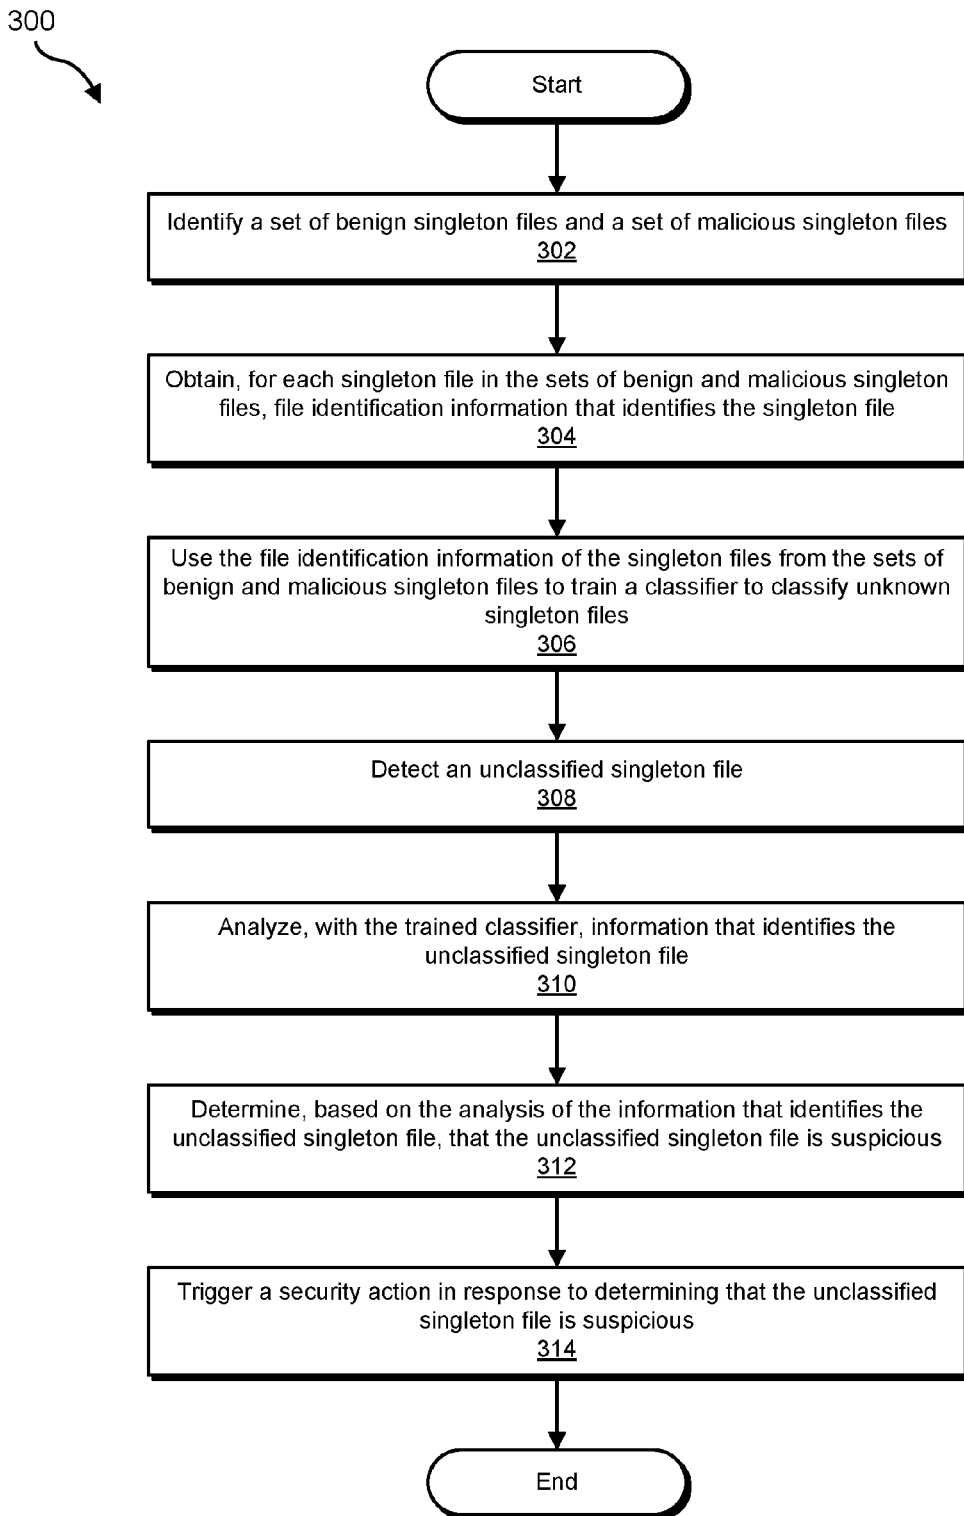 300
Start
Identify a set of benign singleton files and a set of malicious singleton files
302
Obtain, for each singleton file in the sets of benign and malicious singleton
files, file identification information that identifies the singleton file
304
Use the file identification information of the singleton files from the sets of
benign and malicious singleton files to train a classifier to classify unknown
singleton files
306
Detect an unclassified singleton file
308
Analyze, with the trained classifier, information that identifies the
unclassified singleton file
310
Determine, based on the analysis of the information that identifies the
unclassified singleton file, that the unclassified singleton file is suspicious
312
Trigger a security action in response to determining that the unclassified
singleton file is suspicious
314
End